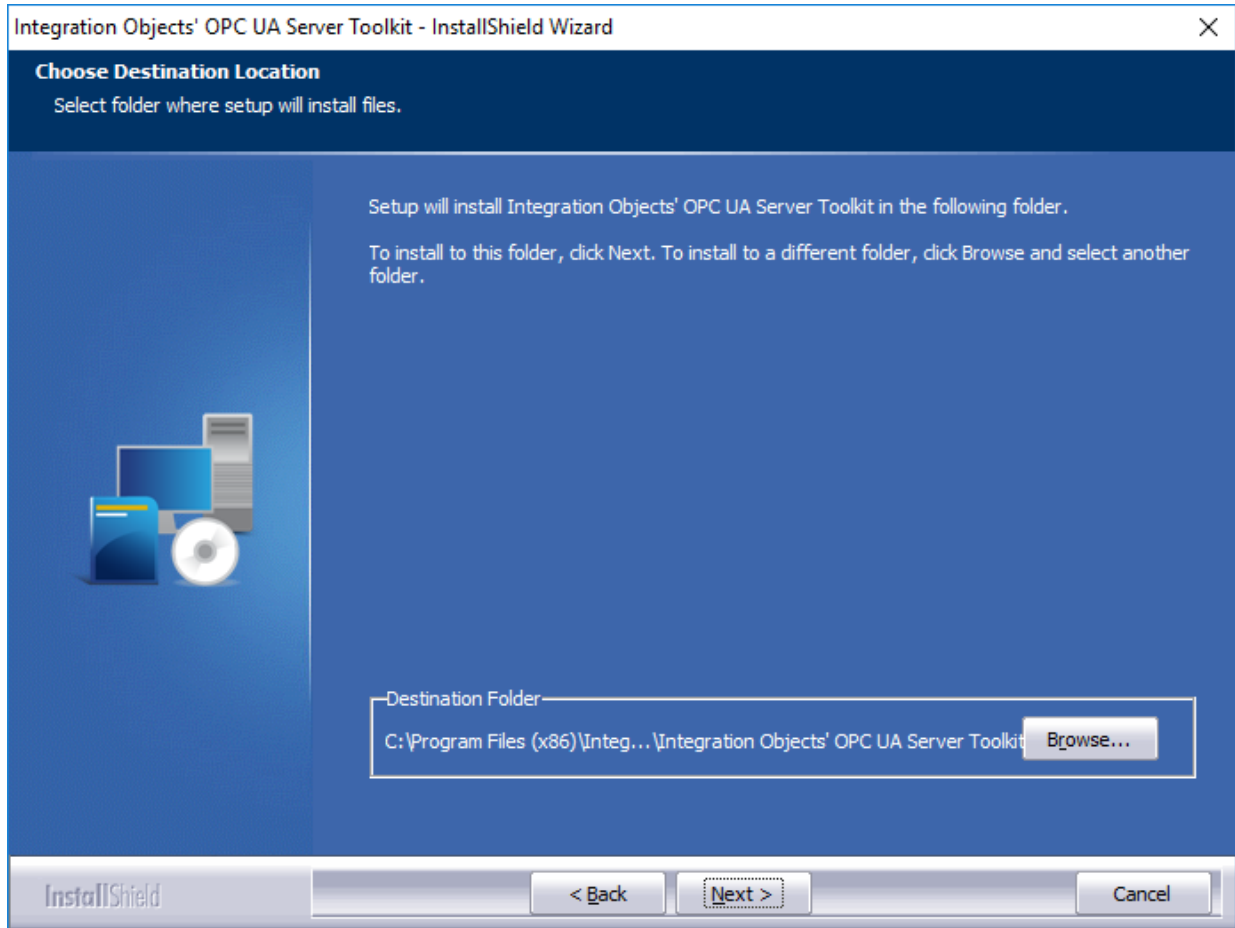 Integration Objects' OPC UA Server Toolkit - InstallShield Wizard
Choose Destination Location
Select folder where setup will install files.
Setup will install Integration Objects' OPC UA Server Toolkit in the following folder.
To install to this folder, click Next. To install to a different folder, click Browse and select another
folder.
Destination Folder
C:\Program Files (x86)\Integ...\Integration Objects' OPC UA Server Toolkit
Browse...
InstallShield
< Back
Next >
Cancel